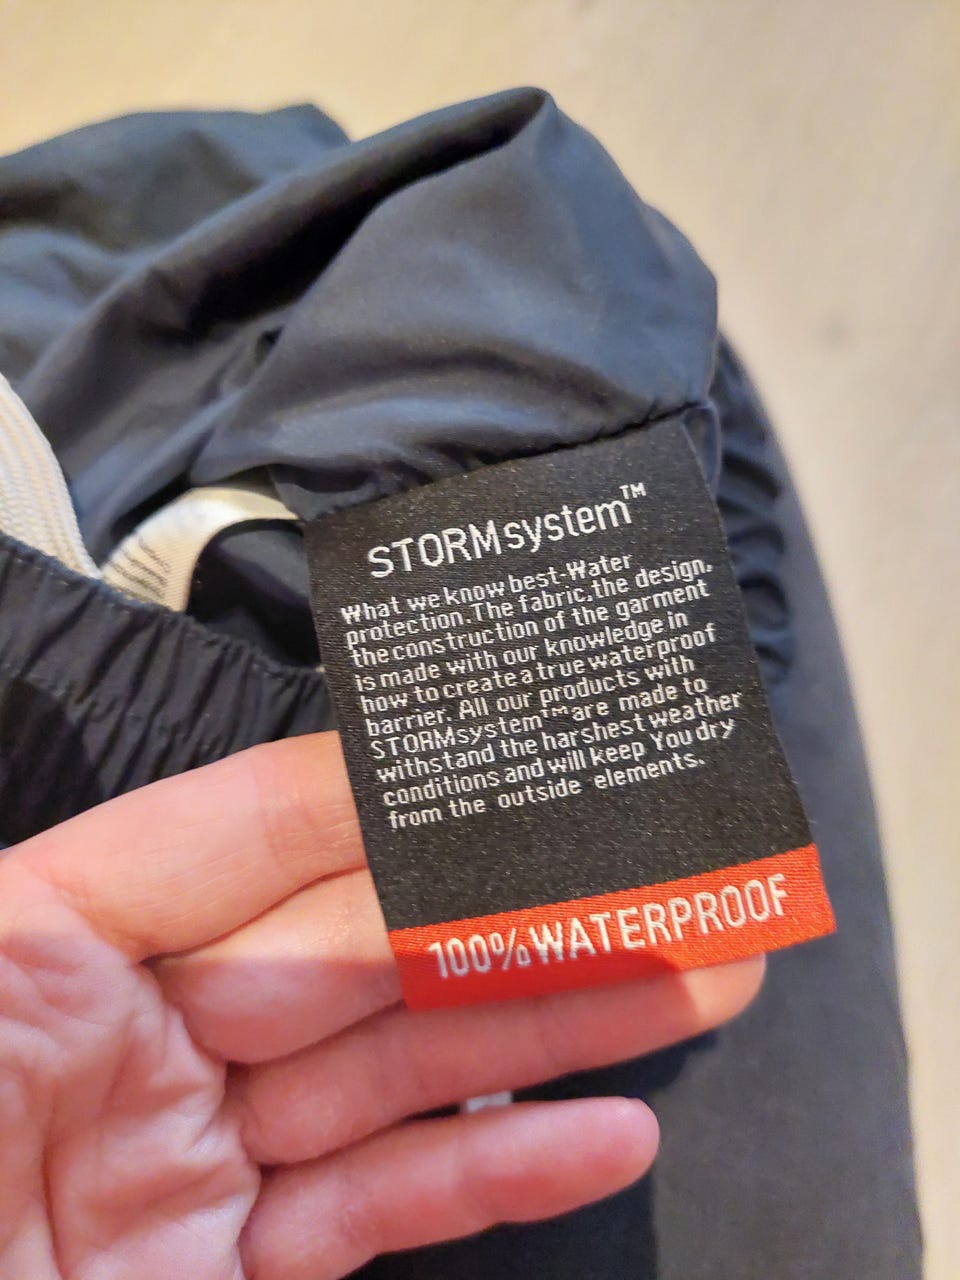 STORMsystem™
What we know best-Water
protection.The fabric,the design,
the construction of the garment
is made with our knowledge in
how to create a true waterproof
barrier. All our products with
STORMsystem™are made to
withstand the harshest weather
conditions and will keep You dry
from the outside elements.
100%WATERPROOF